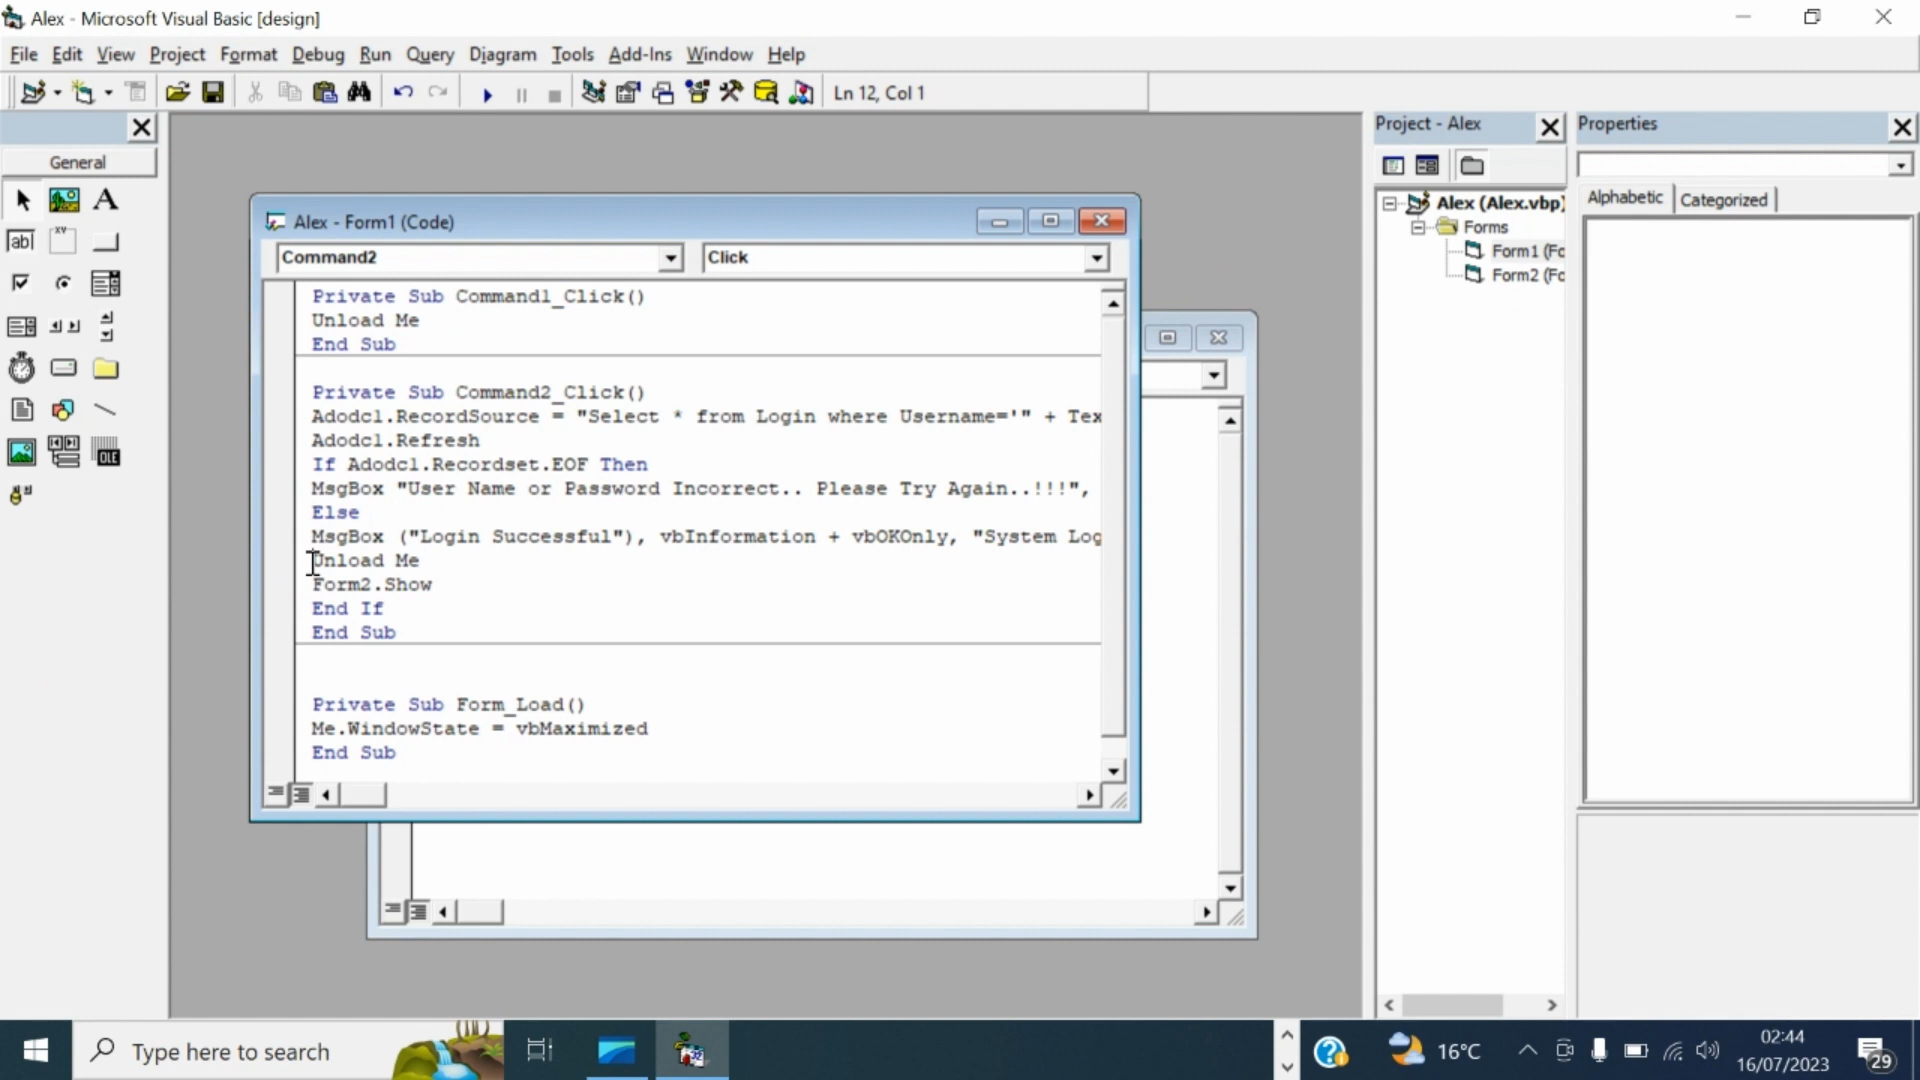 Alex - Microsoft Visual Basic [design]
File Edit View Project Format Debug Run Query Diagram Tools Add-Ins Window Help
Ln 12, Col 1
General
A
ab
XY
OLE
Alex - Form1 (Code)
Command2
Click
Private Sub Command1_Click()
Unload Me
End Sub
Private Sub Command2_Click()
Adodc1.RecordSource = "Select * from Login where Username='" + Tex
Adodc1.Refresh
If Adodc1.Recordset.EOF Then
MsgBox "User Name or Password Incorrect.. Please Try Again..!!!",
Else
MsgBox ("Login Successful"), vbInformation + vbOKOnly, "System Log
Unload Me
Form2.Show
End If
End Sub
Private Sub Form_Load()
Me.WindowState = vbMaximized
End Sub
Project - Alex
Alex (Alex.vbp)
Forms
Form1 (Fo
Form2 (Fo
Properties
Alphabetic Categorized
Type here to search
16°C
02:44
16/07/2023
29